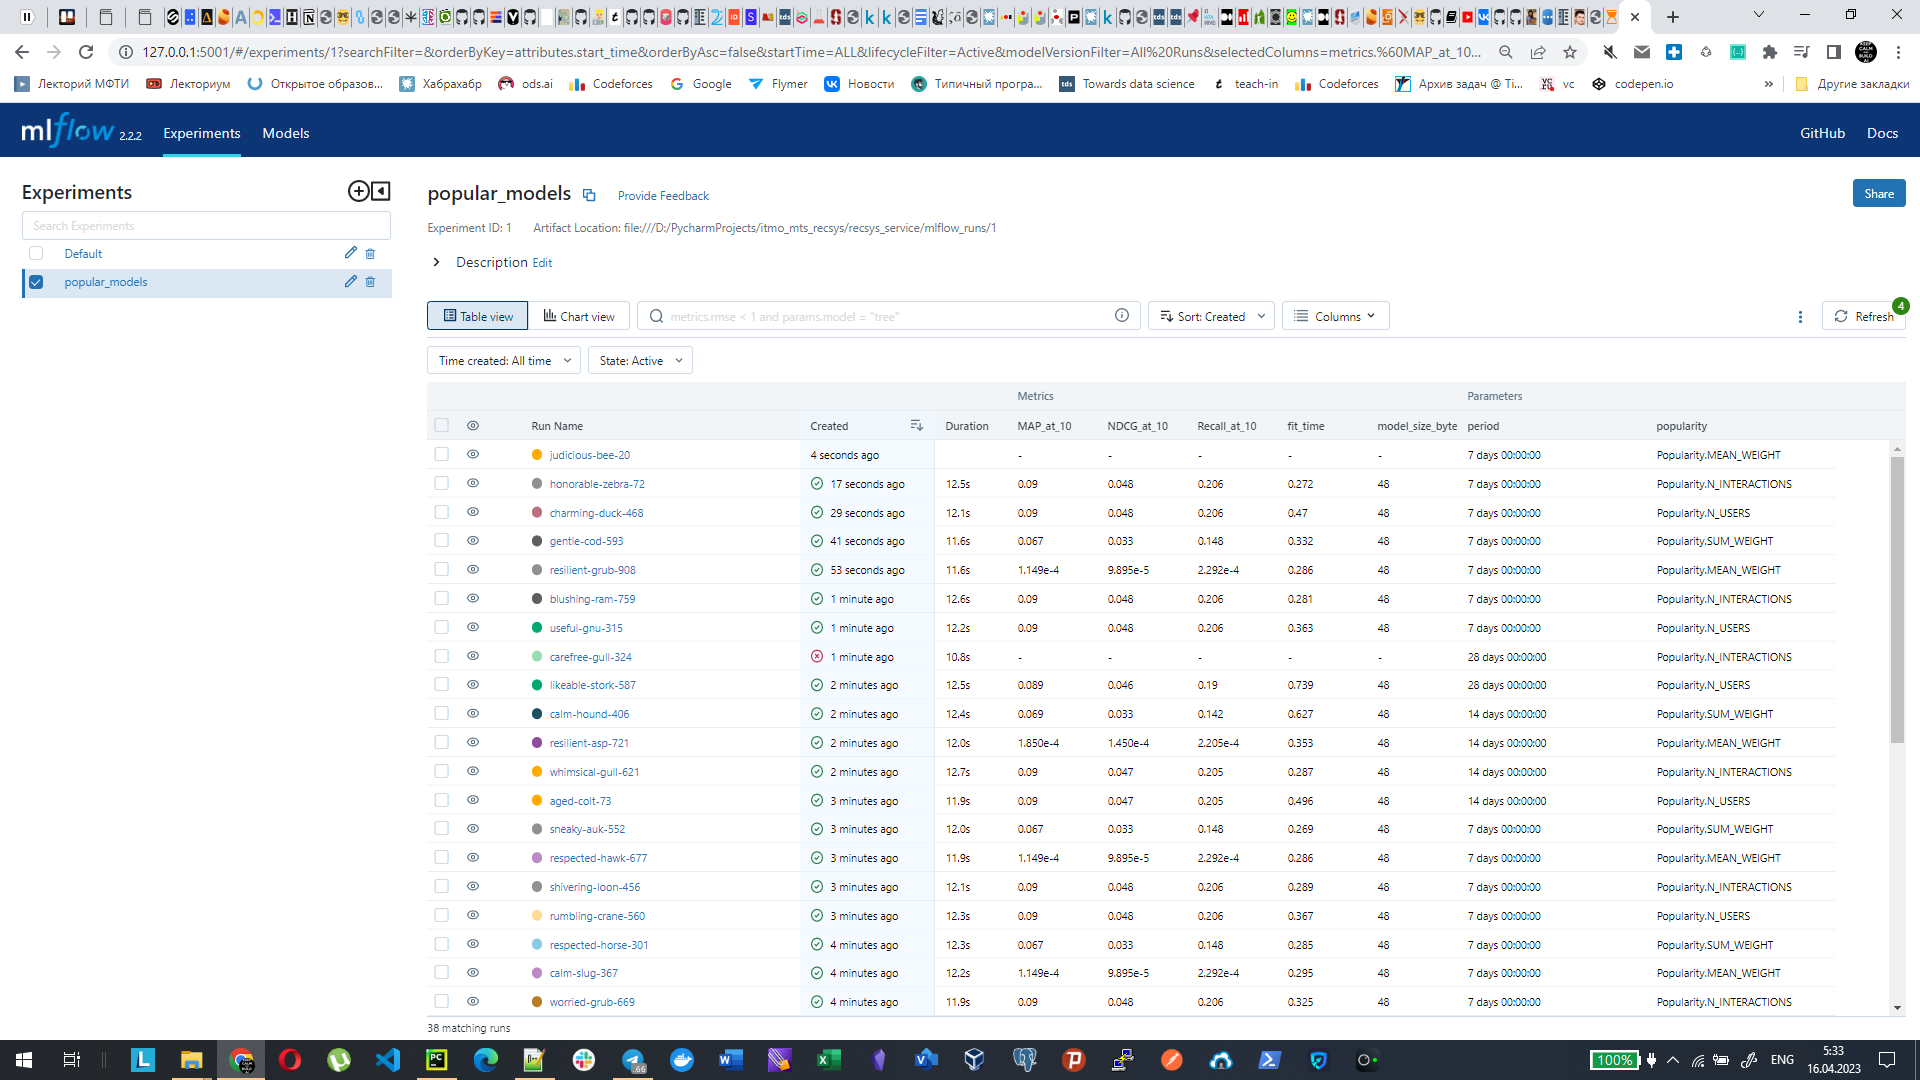 127.0.0.1:5001/#/experiments/1?searchFilter=&orderByKey=attributes.start_time&orderByAsc=false&startTime=ALL&lifecycleFilter=Active&modelVersionFilter=All%20Runs&selectedColumns=metrics.%60MAP_at_10...
Лекторий МФТИ Лекториум Открытое образов... Хабрахабр ods.ai Codeforces Google Flymer Новости Типичный програ... Towards data science teach-in Codeforces Архив задач @ Ti... vc codepen.io » Другие закладки
mlflow 2.2.2 Experiments Models GitHub Docs
Experiments
Search Experiments
Default
popular_models
popular_models Provide Feedback Share
Experiment ID: 1 Artifact Location: file:///D:/PycharmProjects/itmo_mts_recsys/recsys_service/mlflow_runs/1
Description Edit
Table view Chart view metrics.rmse < 1 and params.model = "tree" Sort: Created Columns Refresh 4
Time created: All time State: Active
Metrics Parameters
Run Name Created Duration MAP_at_10 NDCG_at_10 Recall_at_10 fit_time model_size_byte period popularity
judicious-bee-20 4 seconds ago - - - - - 7 days 00:00:00 Popularity.MEAN_WEIGHT
honorable-zebra-72 17 seconds ago 12.5s 0.09 0.048 0.206 0.272 48 7 days 00:00:00 Popularity.N_INTERACTIONS
charming-duck-468 29 seconds ago 12.1s 0.09 0.048 0.206 0.47 48 7 days 00:00:00 Popularity.N_USERS
gentle-cod-593 41 seconds ago 11.6s 0.067 0.033 0.148 0.332 48 7 days 00:00:00 Popularity.SUM_WEIGHT
resilient-grub-908 53 seconds ago 11.6s 1.149e-4 9.895e-5 2.292e-4 0.286 48 7 days 00:00:00 Popularity.MEAN_WEIGHT
blushing-ram-759 1 minute ago 12.6s 0.09 0.048 0.206 0.281 48 7 days 00:00:00 Popularity.N_INTERACTIONS
useful-gnu-315 1 minute ago 12.2s 0.09 0.048 0.206 0.363 48 7 days 00:00:00 Popularity.N_USERS
carefree-gull-324 1 minute ago 10.8s - - - - - 28 days 00:00:00 Popularity.N_INTERACTIONS
likeable-stork-587 2 minutes ago 12.5s 0.089 0.046 0.19 0.739 48 28 days 00:00:00 Popularity.N_USERS
calm-hound-406 2 minutes ago 12.4s 0.069 0.033 0.142 0.627 48 14 days 00:00:00 Popularity.SUM_WEIGHT
resilient-asp-721 2 minutes ago 12.0s 1.850e-4 1.450e-4 2.205e-4 0.353 48 14 days 00:00:00 Popularity.MEAN_WEIGHT
whimsical-gull-621 2 minutes ago 12.7s 0.09 0.047 0.205 0.287 48 14 days 00:00:00 Popularity.N_INTERACTIONS
aged-colt-73 3 minutes ago 11.9s 0.09 0.047 0.205 0.496 48 14 days 00:00:00 Popularity.N_USERS
sneaky-auk-552 3 minutes ago 12.0s 0.067 0.033 0.148 0.269 48 7 days 00:00:00 Popularity.SUM_WEIGHT
respected-hawk-677 3 minutes ago 11.9s 1.149e-4 9.895e-5 2.292e-4 0.286 48 7 days 00:00:00 Popularity.MEAN_WEIGHT
shivering-loon-456 3 minutes ago 12.1s 0.09 0.048 0.206 0.289 48 7 days 00:00:00 Popularity.N_INTERACTIONS
rumbling-crane-560 3 minutes ago 12.3s 0.09 0.048 0.206 0.367 48 7 days 00:00:00 Popularity.N_USERS
respected-horse-301 4 minutes ago 12.3s 0.067 0.033 0.148 0.285 48 7 days 00:00:00 Popularity.SUM_WEIGHT
calm-slug-367 4 minutes ago 12.2s 1.149e-4 9.895e-5 2.292e-4 0.295 48 7 days 00:00:00 Popularity.MEAN_WEIGHT
worried-grub-669 4 minutes ago 11.9s 0.09 0.048 0.206 0.325 48 7 days 00:00:00 Popularity.N_INTERACTIONS
38 matching runs
100% ENG 5:33
16.04.2023